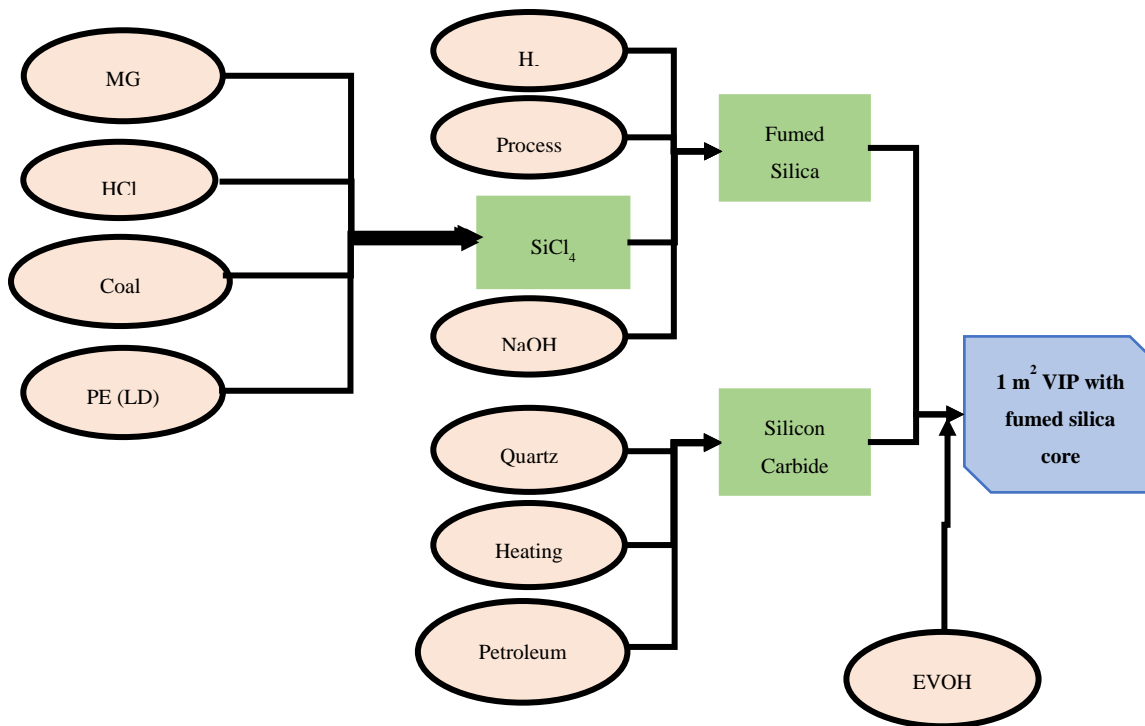 MG
HCl
Coal
PE (LD)
H
Process
SiCl₄
NaOH
Quartz
Heating
Petroleum
Fumed
Silica
Silicon
Carbide
1 m² VIP with
fumed silica
core
EVOH